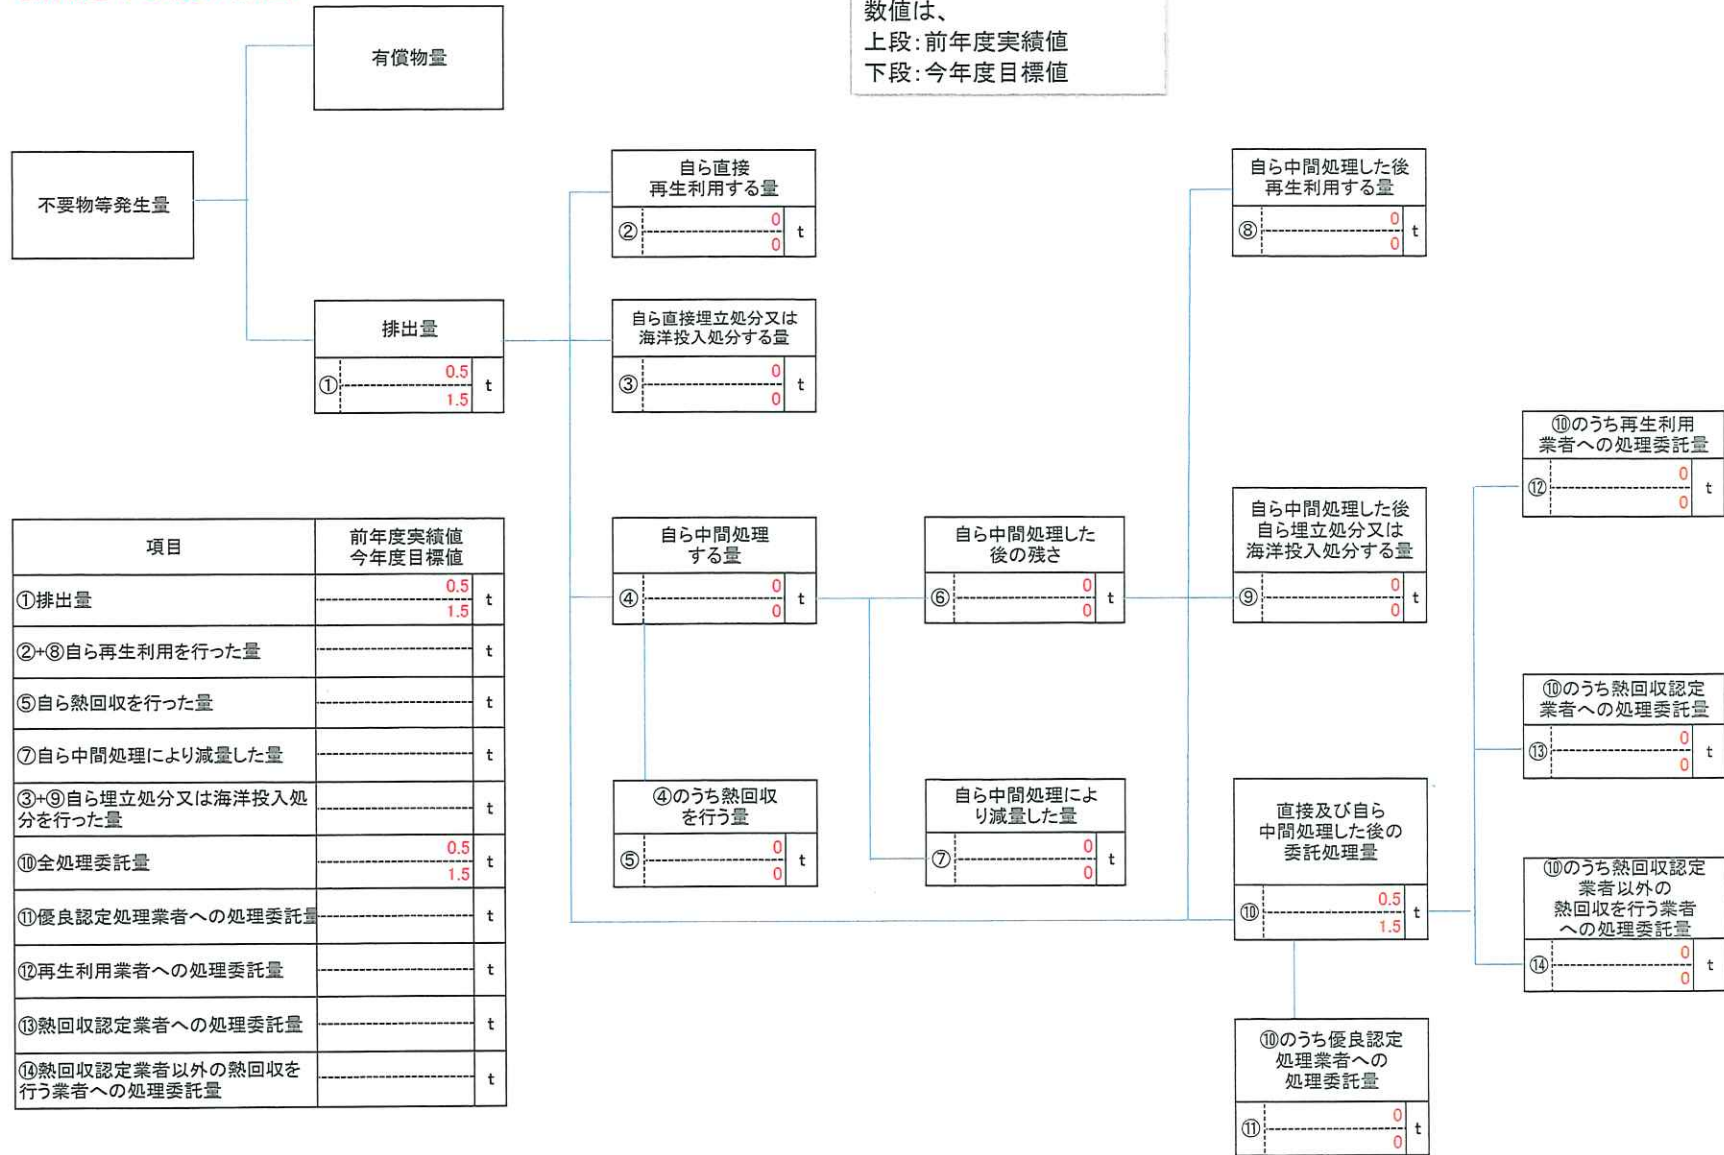 数値は、
上段：前年度実績値
下段：今年度目標値
有償物量
不要物等発生量
排出量
①
0.5
1.5
t
自ら直接
再生利用する量
②
0
0
t
自ら直接埋立処分又は
海洋投入処分する量
③
0
0
t
自ら中間処理
する量
④
0
0
t
④のうち熱回収
を行う量
⑤
0
0
t
自ら中間処理した
後の残さ
⑥
0
0
t
自ら中間処理によ
り減量した量
⑦
0
0
t
自ら中間処理した後
再生利用する量
⑧
0
0
t
自ら中間処理した後
自ら埋立処分又は
海洋投入処分する量
⑨
0
0
t
直接及び自ら
中間処理した後の
委託処理量
⑩
0.5
1.5
t
⑩のうち優良認定
処理業者への
処理委託量
⑪
0
0
t
⑩のうち再生利用
業者への処理委託量
⑫
0
0
t
⑩のうち熱回収認定
業者への処理委託量
⑬
0
0
t
⑩のうち熱回収認定
業者以外の
熱回収を行う業者
への処理委託量
⑭
0
0
t
項目
前年度実績値
今年度目標値
①排出量
0.5
1.5
t
②+⑧自ら再生利用を行った量
t
⑤自ら熱回収を行った量
t
⑦自ら中間処理により減量した量
t
③+⑨自ら埋立処分又は海洋投入処
分を行った量
t
⑩全処理委託量
0.5
1.5
t
⑪優良認定処理業者への処理委託量
t
⑫再生利用業者への処理委託量
t
⑬熱回収認定業者への処理委託量
t
⑭熱回収認定業者以外の熱回収を
行う業者への処理委託量
t